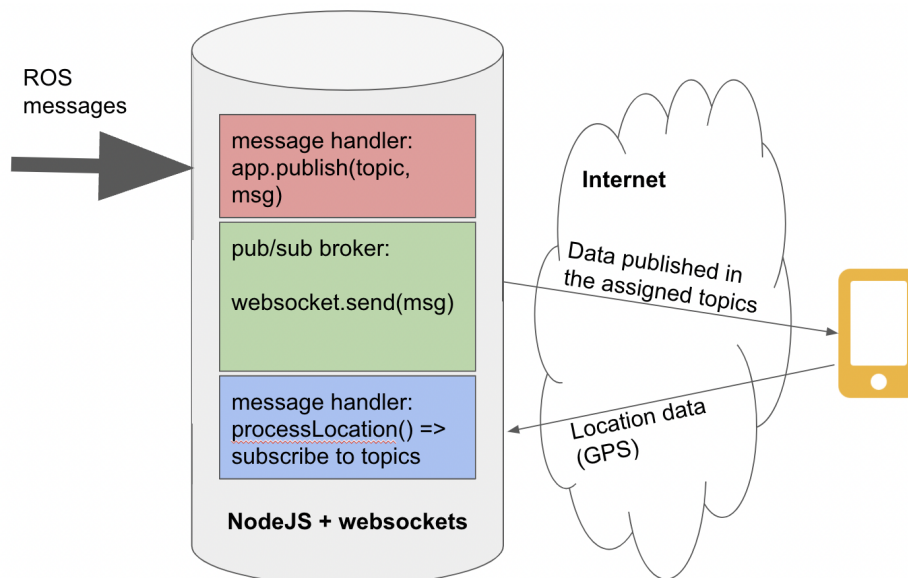 ROS
messages
message handler:
app.publish(topic,
msg)
pub/sub broker:
websocket.send(msg)
message handler:
processLocation() =>
subscribe to topics
NodeJS + websockets
Internet
Data published in
the assigned topics
Location data
(GPS)